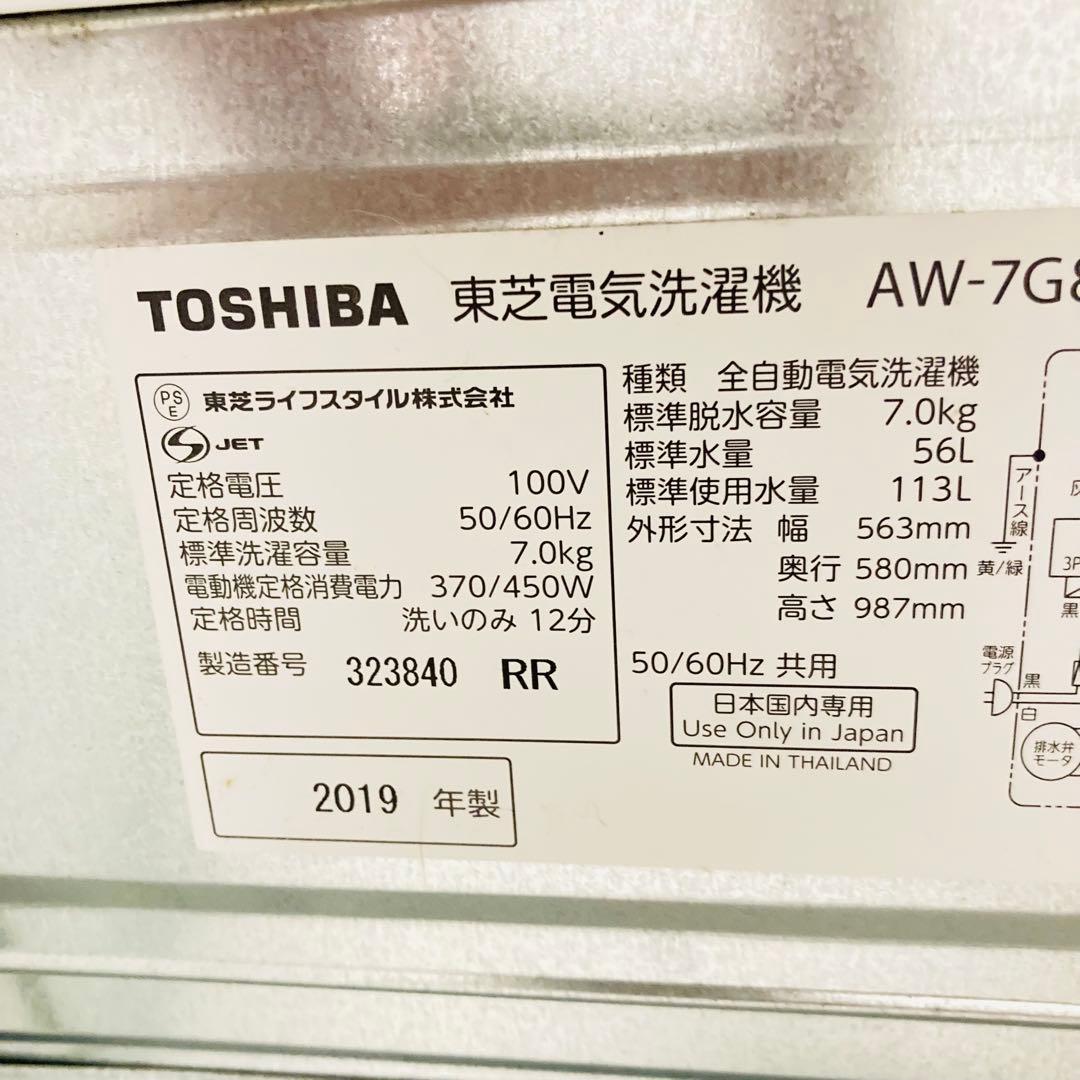 TOSHIBA 東芝電気洗濯機 AW-7G8
PSE 東芝ライフスタイル株式会社
S JET
定格電圧 100V
定格周波数 50/60Hz
標準洗濯容量 7.0kg
電動機定格消費電力 370/450W
定格時間 洗いのみ 12分
製造番号 323840 RR
2019 年製
種類 全自動電気洗濯機
標準脱水容量 7.0kg
標準水量 56L
標準使用水量 113L
外形寸法 幅 563mm
奥行 580mm
高さ 987mm
50/60Hz 共用
日本国内専用
Use Only in Japan
MADE IN THAILAND
アース線
黄/緑
3P
黒
電源
プラグ
黒
白
排水弁
モータ